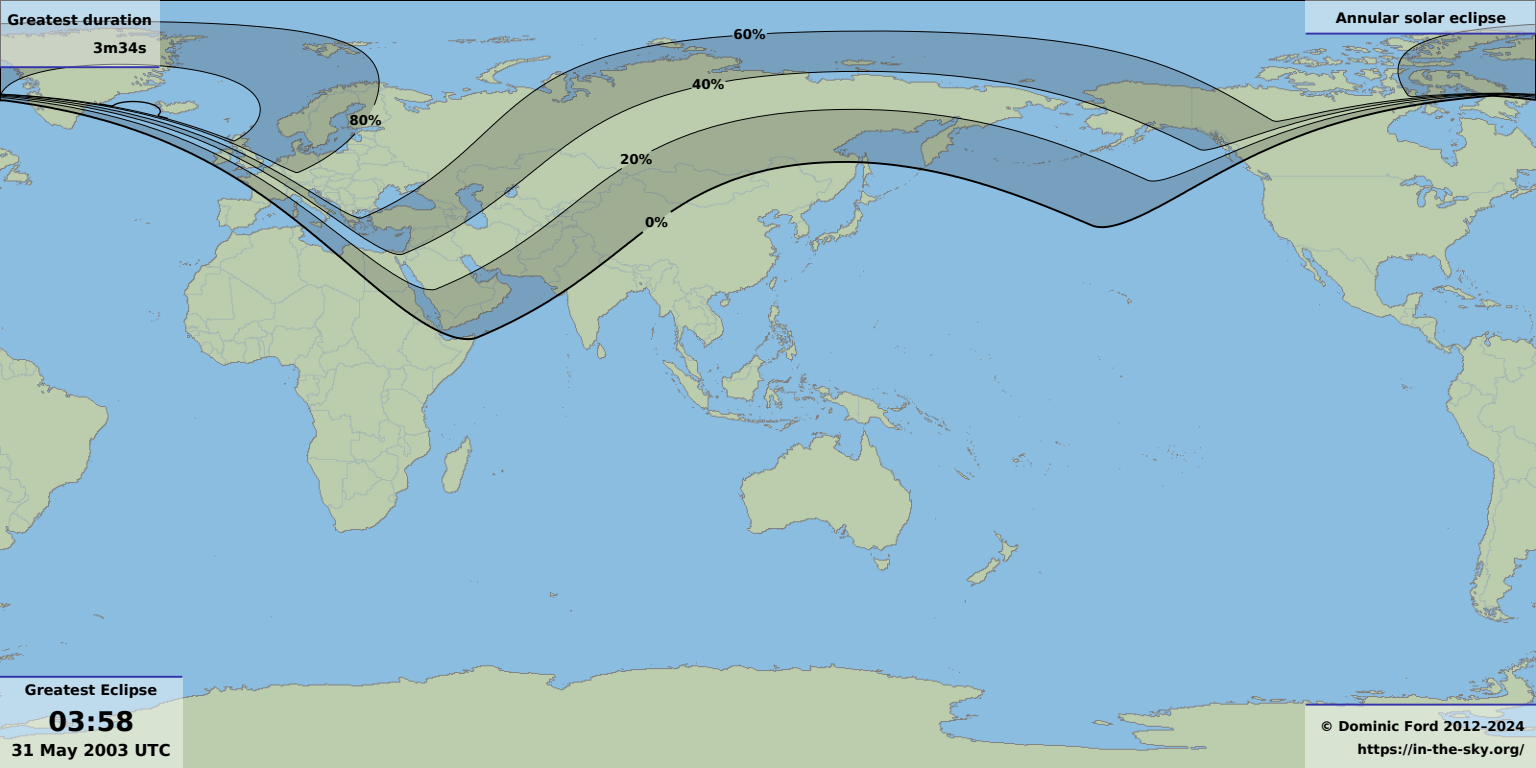 Greatest duration
3m34s
Annular solar eclipse
60%
40%
80%
20%
0%
Greatest Eclipse
03:58
31 May 2003 UTC
© Dominic Ford 2012–2024
https://in-the-sky.org/